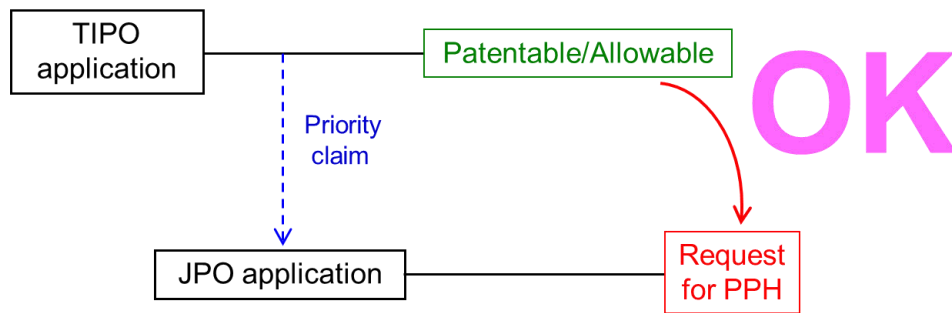 TIPO
application
Patentable/Allowable
OK
Priority
claim
JPO application
Request
for PPH